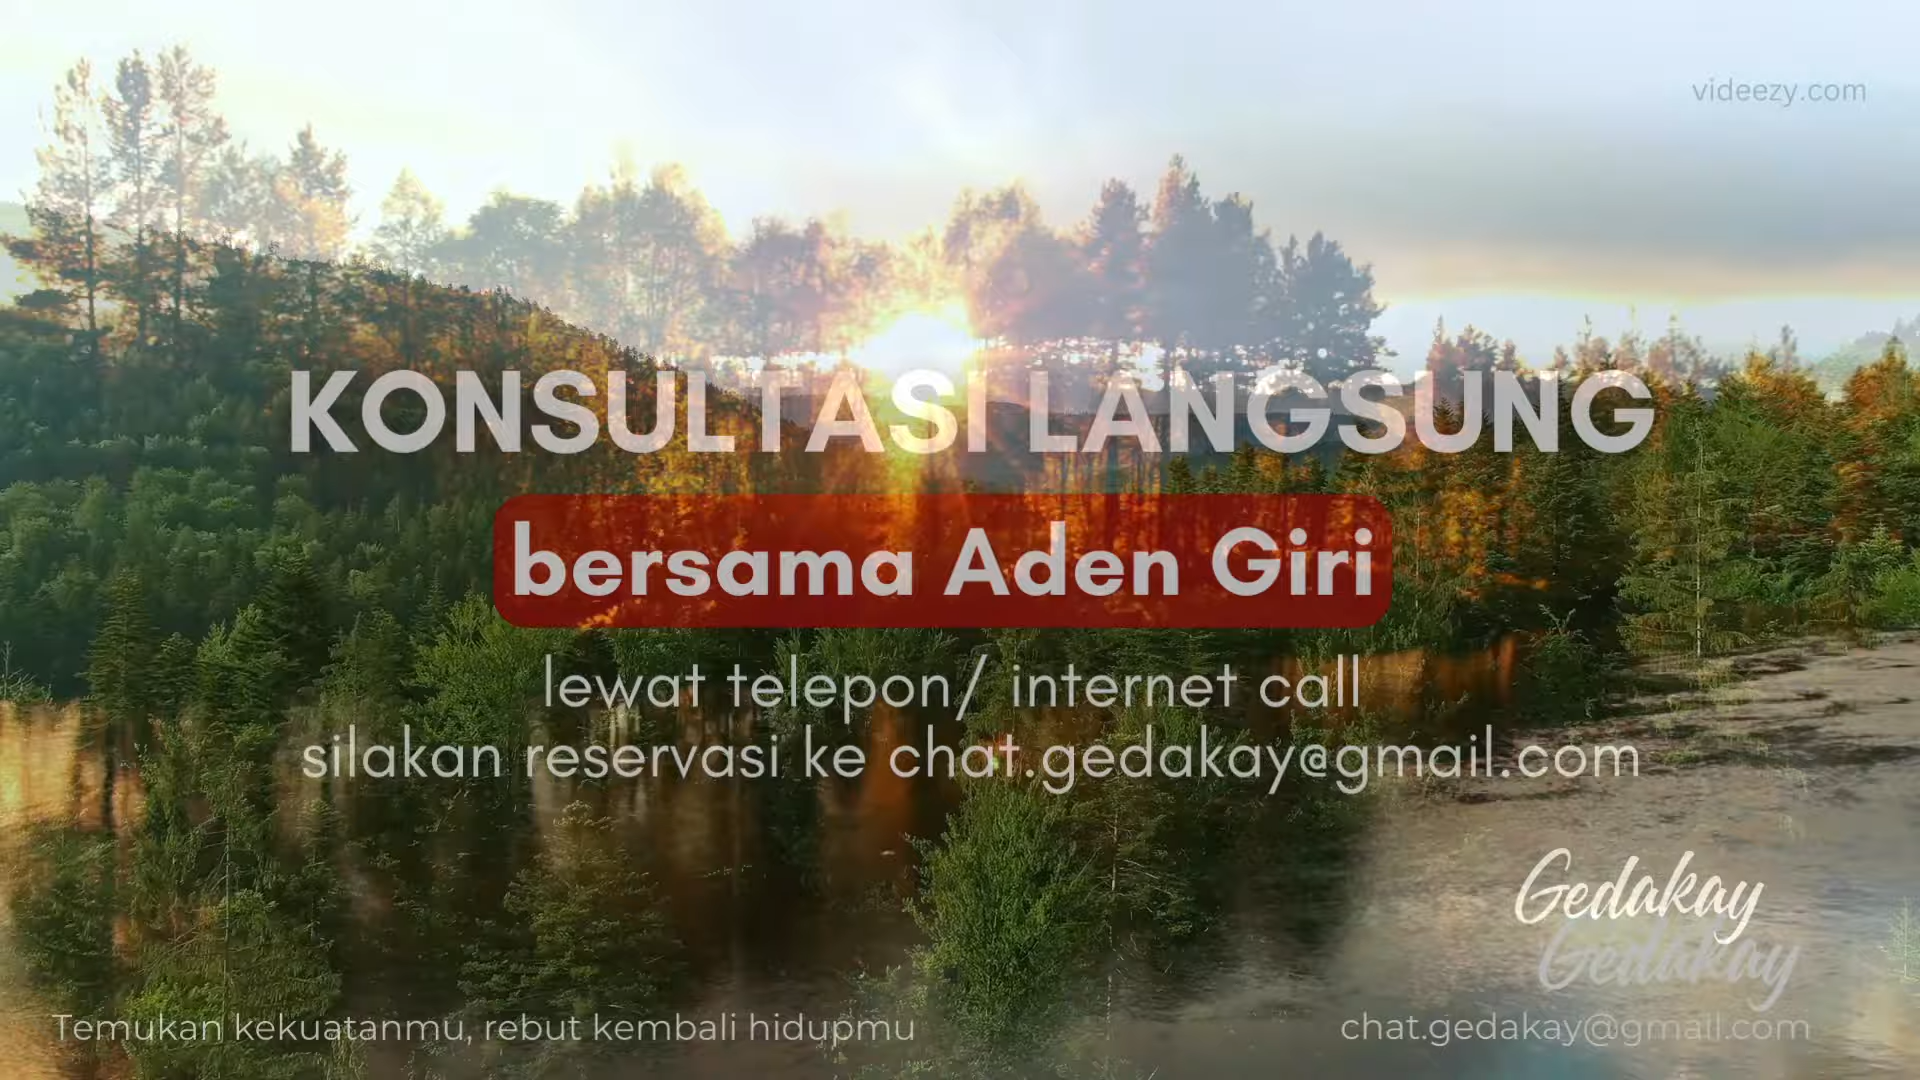 videezy.com
KONSULTASI LANGSUNG
bersama Aden Giri
lewat telepon/ internet call
silakan reservasi ke chat.gedakay@gmail.com
Gedakay
Gedakay
Temukan kekuatanmu, rebut kembali hidupmu
chat.gedakay@gmail.com